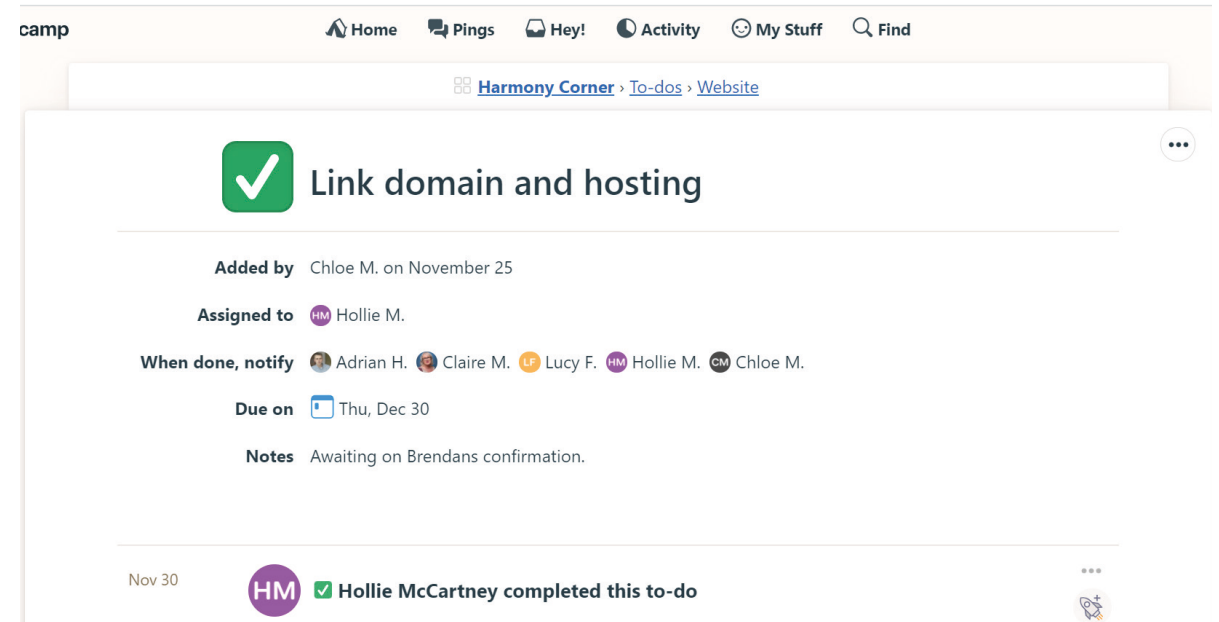 camp Home Pings Hey! Activity My Stuff Find
Harmony Corner › To-dos › Website
Link domain and hosting
Added by Chloe M. on November 25
Assigned to HM Hollie M.
When done, notify Adrian H. Claire M. LF Lucy F. HM Hollie M. CM Chloe M.
Due on Thu, Dec 30
Notes Awaiting on Brendans confirmation.
Nov 30 HM Hollie McCartney completed this to-do